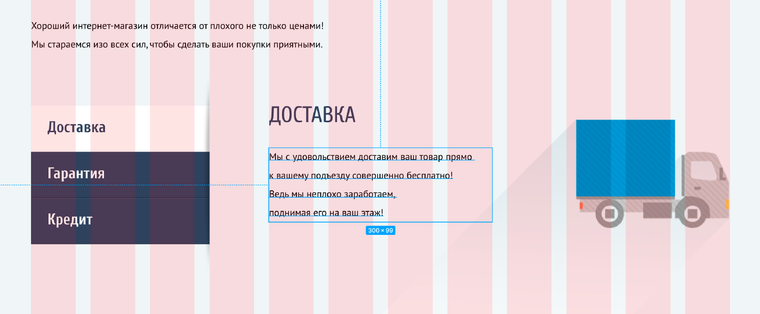 Хороший интернет-магазин отличается от плохого не только ценами!
Мы стараемся изо всех сил, чтобы сделать ваши покупки приятными.
Доставка
Гарантия
Кредит
ДОСТАВКА
Мы с удовольствием доставим ваш товар прямо
к вашему подъезду совершенно бесплатно!
Ведь мы неплохо заработаем,
поднимая его на ваш этаж!
300 × 99